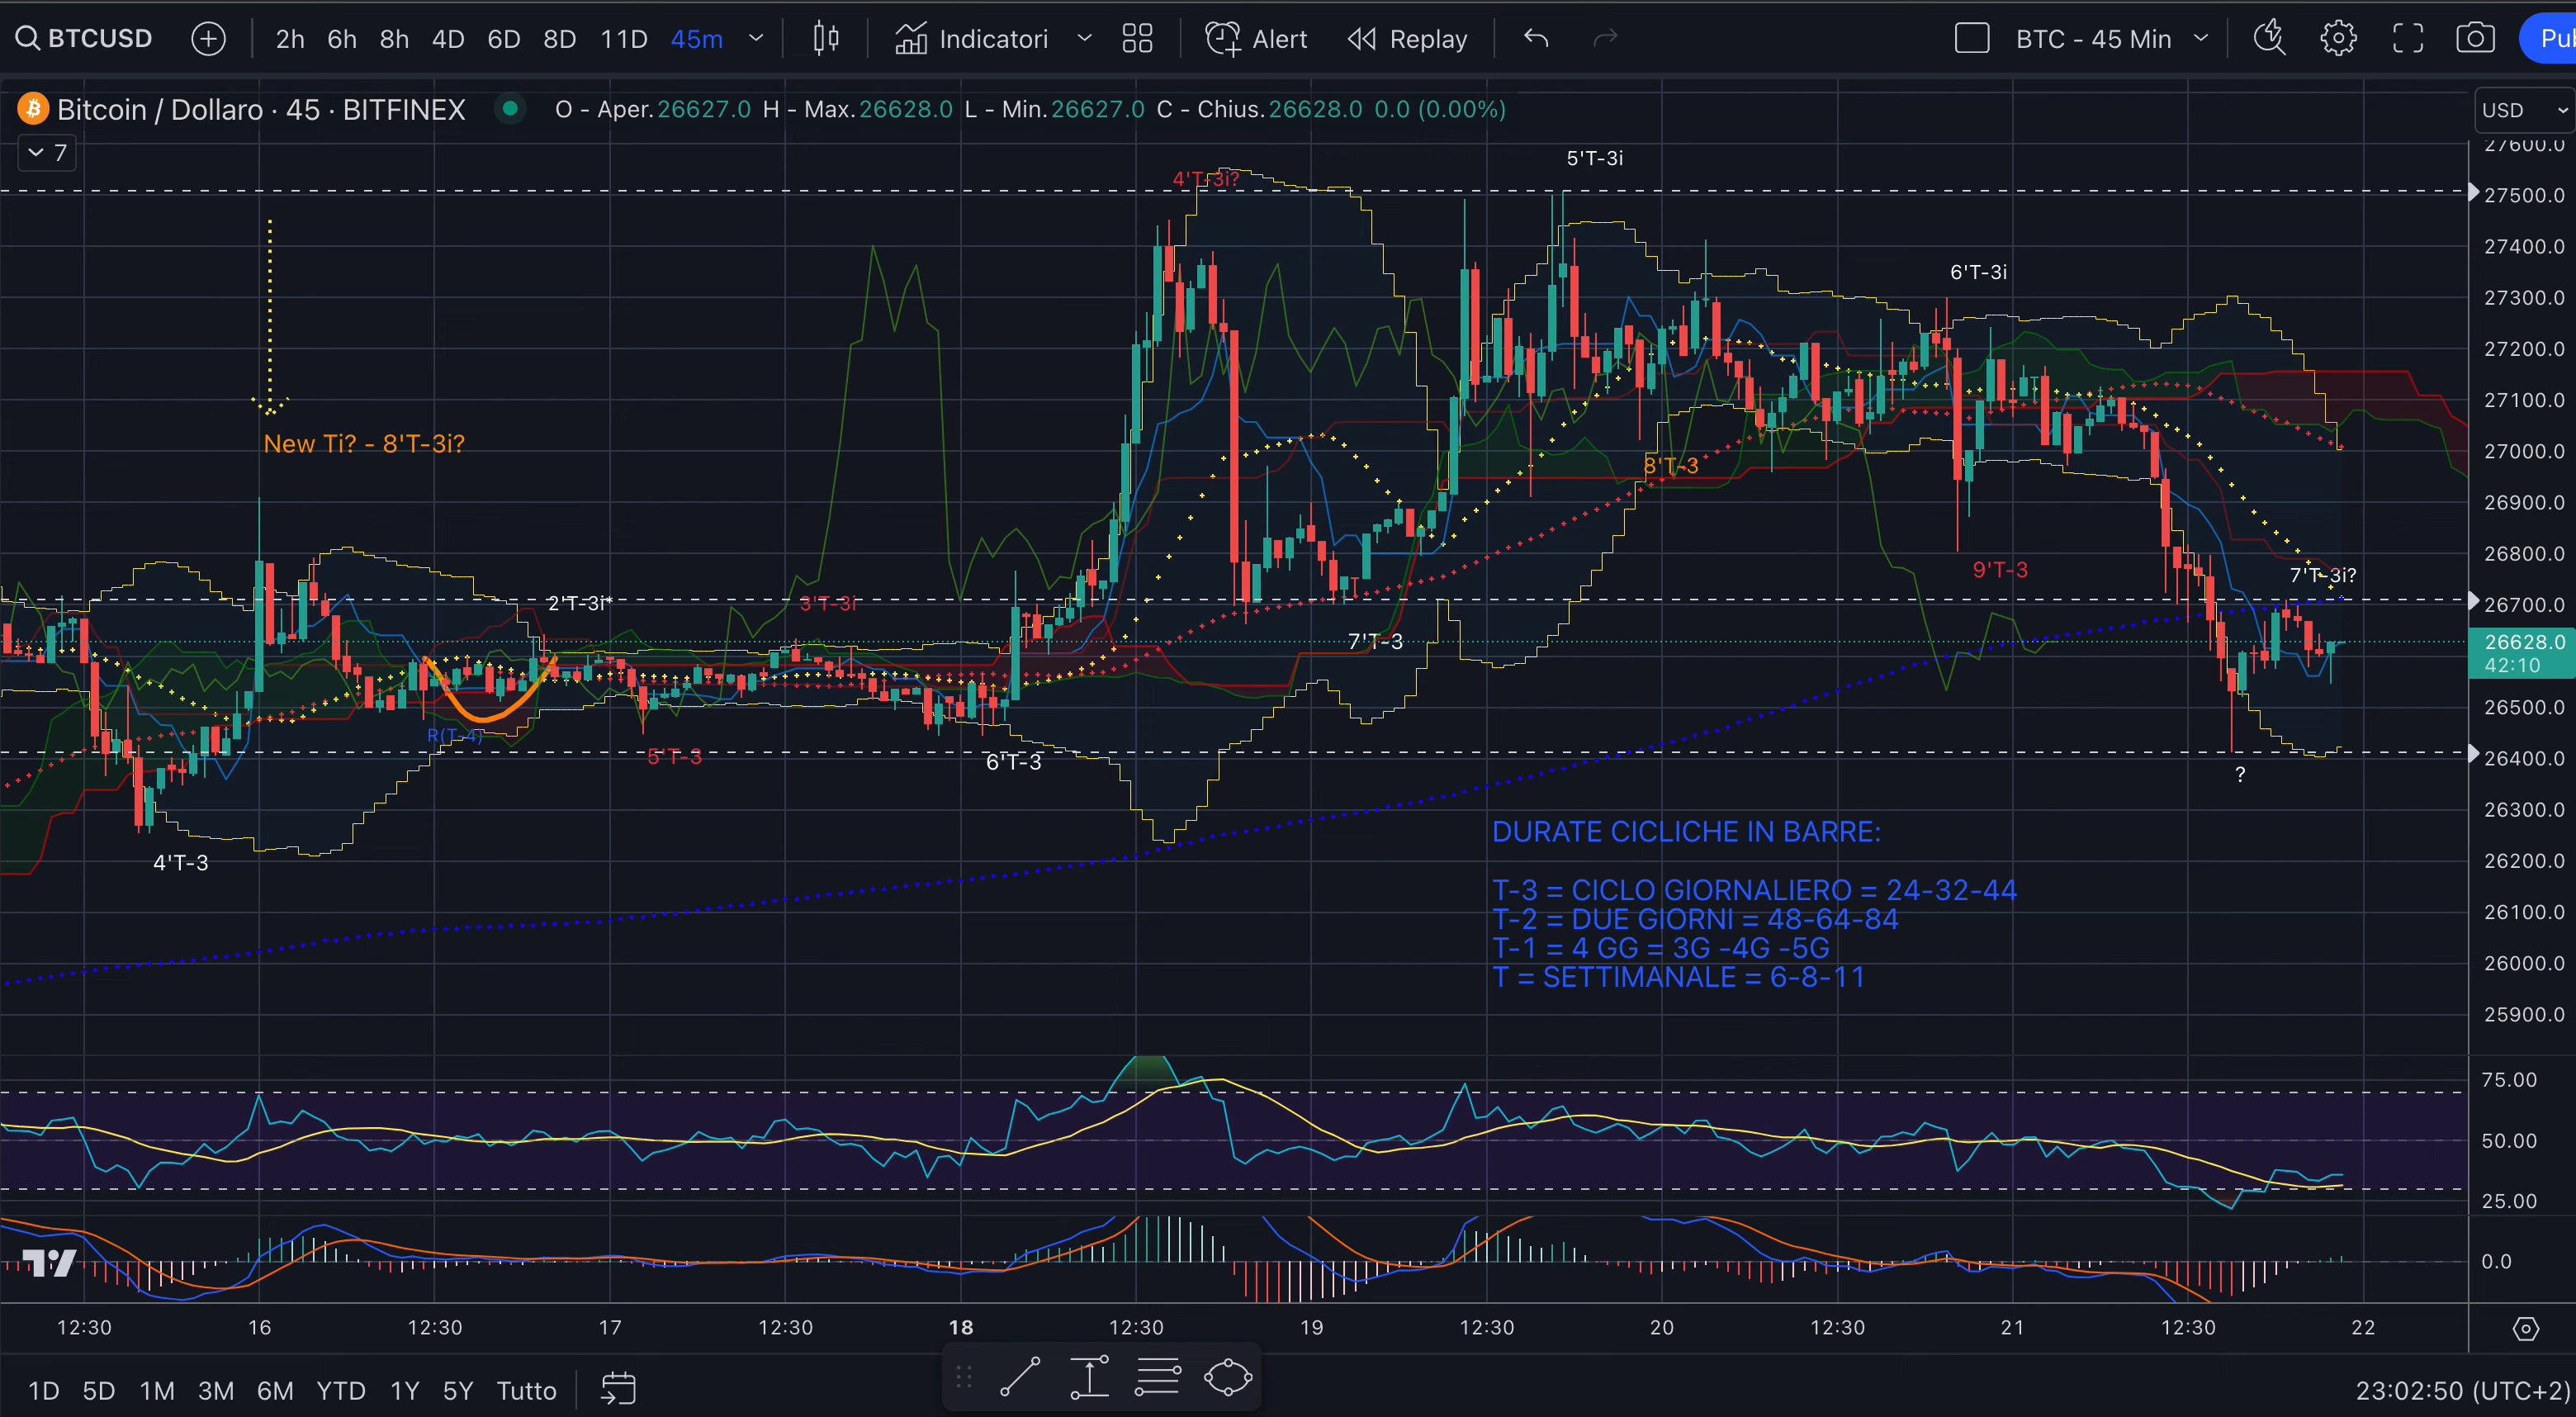 BTCUSD 2h 6h 8h 4D 6D 8D 11D 45m Indicatori Alert Replay BTC - 45 Min
Bitcoin / Dollaro · 45 · BITFINEX O - Aper.26627.0 H - Max.26628.0 L - Min.26627.0 C - Chius.26628.0 0.0 (0.00%)
USD
7
27600.0
5'T-3i
4'T-3i?
27500.0
27400.0
6'T-3i
27300.0
27200.0
27100.0
New Ti? - 8'T-3i?
27000.0
8'T-3
26900.0
26800.0
9'T-3
7'T-3i?
2'T-3i*
3'T-3i
26700.0
7'T-3
26628.0
42:10
R(T-4)
26500.0
5'T-3
6'T-3
26400.0
?
26300.0
DURATE CICLICHE IN BARRE:
4'T-3
26200.0
T-3 = CICLO GIORNALIERO = 24-32-44
T-2 = DUE GIORNI = 48-64-84
26100.0
T-1 = 4 GG = 3G -4G -5G
26000.0
T = SETTIMANALE = 6-8-11
25900.0
75.00
50.00
25.00
0.0
12:30 16 12:30 17 12:30 18 12:30 19 12:30 20 12:30 21 12:30 22
1D 5D 1M 3M 6M YTD 1Y 5Y Tutto 23:02:50 (UTC+2)